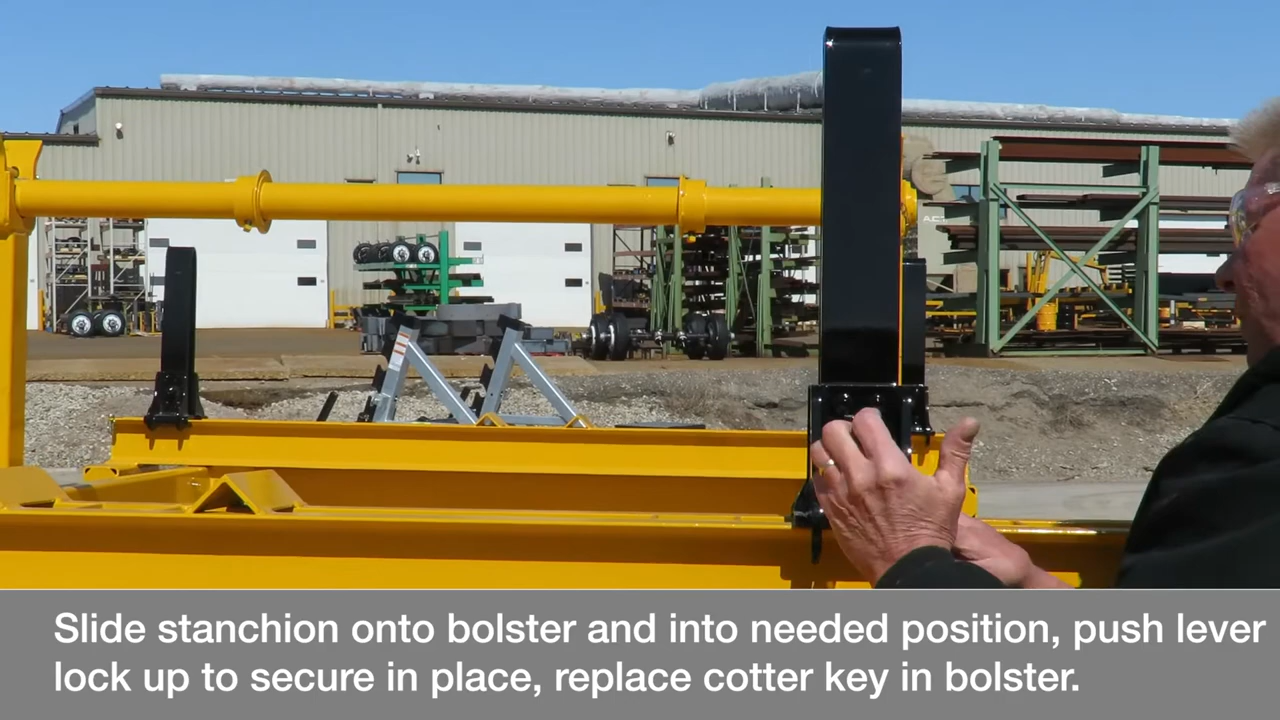 Slide stanchion onto bolster and into needed position, push lever
lock up to secure in place, replace cotter key in bolster.